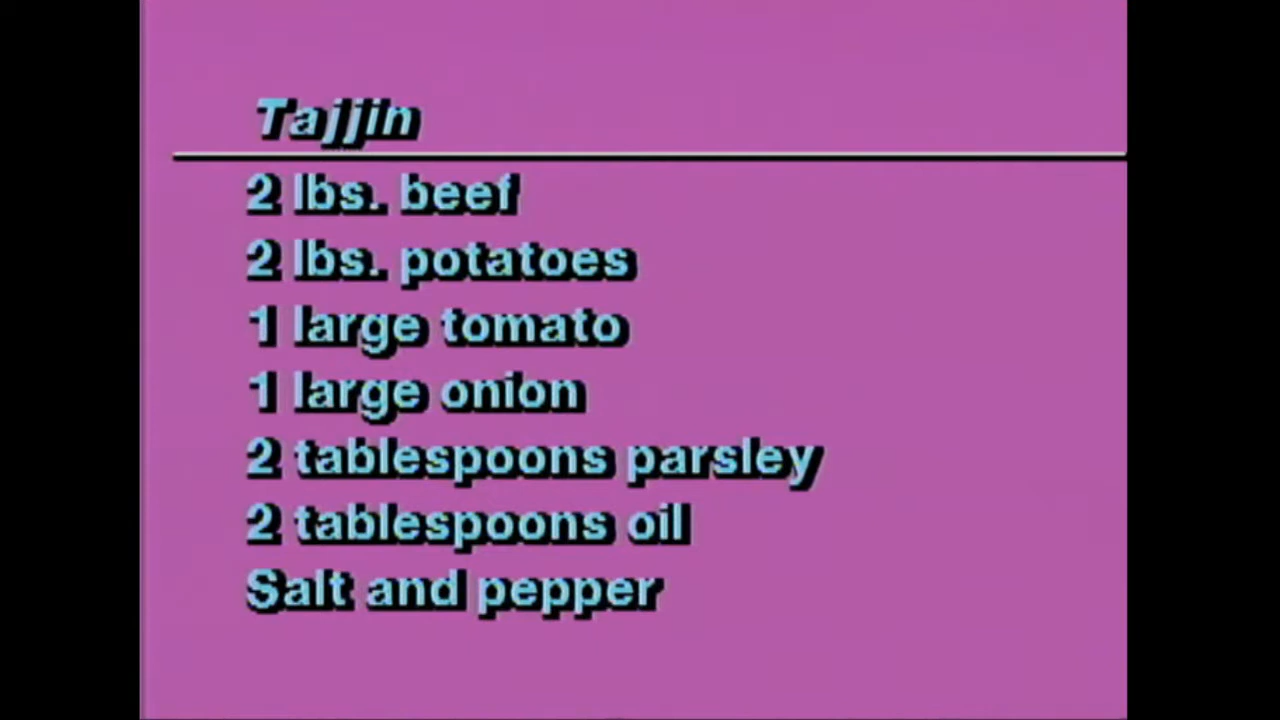 Tajjin
2 lbs. beef
2 lbs. potatoes
1 large tomato
1 large onion
2 tablespoons parsley
2 tablespoons oil
Salt and pepper